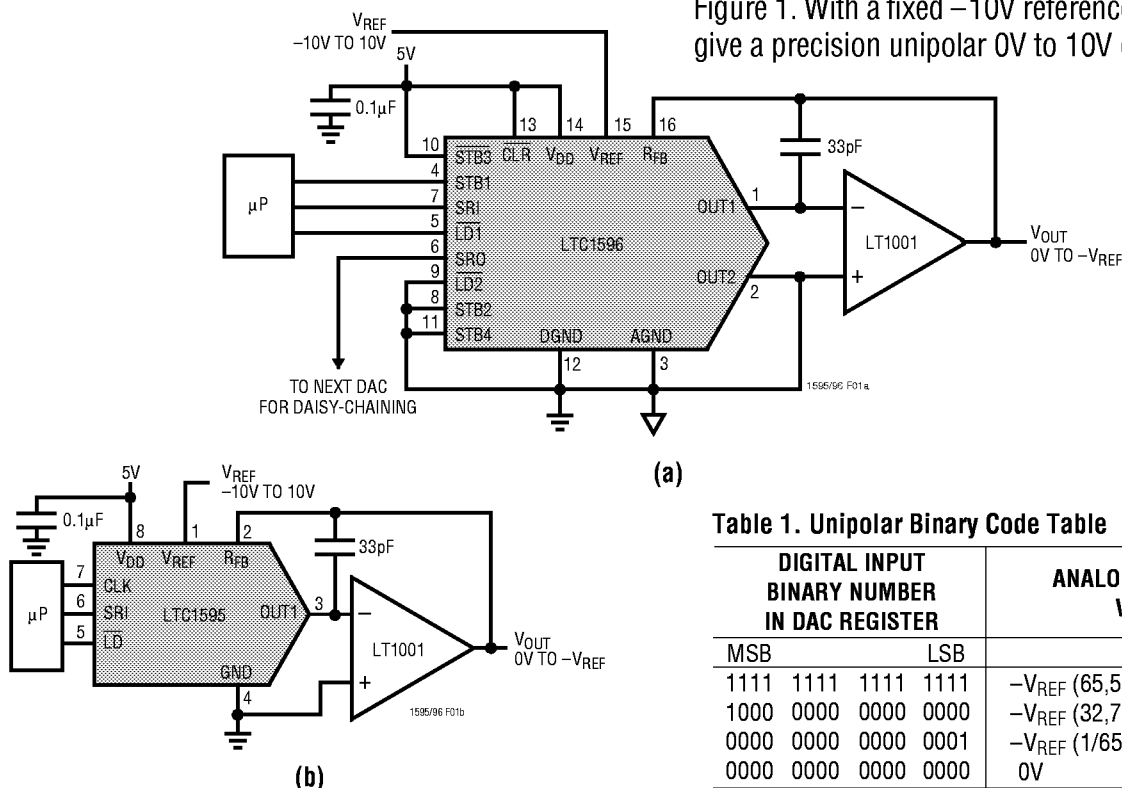 Figure 1. With a fixed –10V reference
give a precision unipolar 0V to 10V
VREF
–10V TO 10V
5V
0.1µF
13 14 15 16
10 STB3 CLR VDD VREF RFB
33pF
4 STB1
7 SRI
5 LD1
6 SRO
9 LD2
8 STB2
11 STB4
µP
LTC1596
OUT1 1
OUT2 2
DGND AGND
12 3
–
+
LT1001
VOUT
0V TO –VREF
TO NEXT DAC
FOR DAISY-CHAINING
1595/96 F01a
(a)
5V
VREF
–10V TO 10V
0.1µF
8 1 2
VDD VREF RFB
33pF
µP
7 CLK
6 SRI
5 LD
LTC1595
OUT1 3
GND
4
–
+
LT1001
VOUT
0V TO –VREF
1595/96 F01b
(b)
Table 1. Unipolar Binary Code Table
DIGITAL INPUT
BINARY NUMBER
IN DAC REGISTER
ANALO
V
MSB LSB
1111 1111 1111 1111 –VREF (65,5
1000 0000 0000 0000 –VREF (32,7
0000 0000 0000 0001 –VREF (1/65
0000 0000 0000 0000 0V